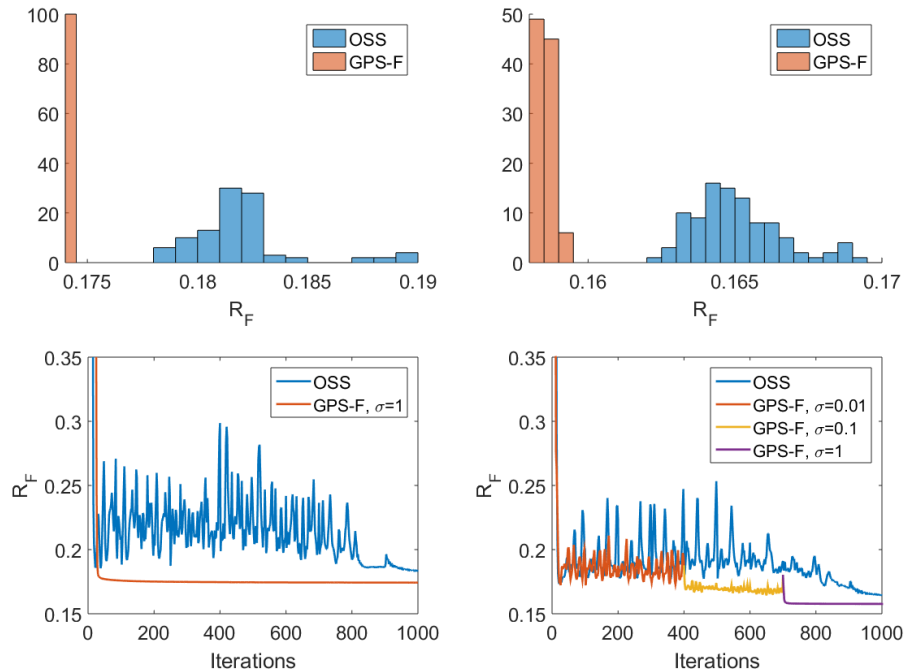 100
80
60
40
20
0
0.175 0.18 0.185 0.19
R_F
OSS
GPS-F
50
40
30
20
10
0
0.16 0.165 0.17
R_F
OSS
GPS-F
0.35
0.3
0.25
0.2
0.15
R_F
0 200 400 600 800 1000
Iterations
OSS
GPS-F, σ=1
0.35
0.3
0.25
0.2
0.15
R_F
0 200 400 600 800 1000
Iterations
OSS
GPS-F, σ=0.01
GPS-F, σ=0.1
GPS-F, σ=1